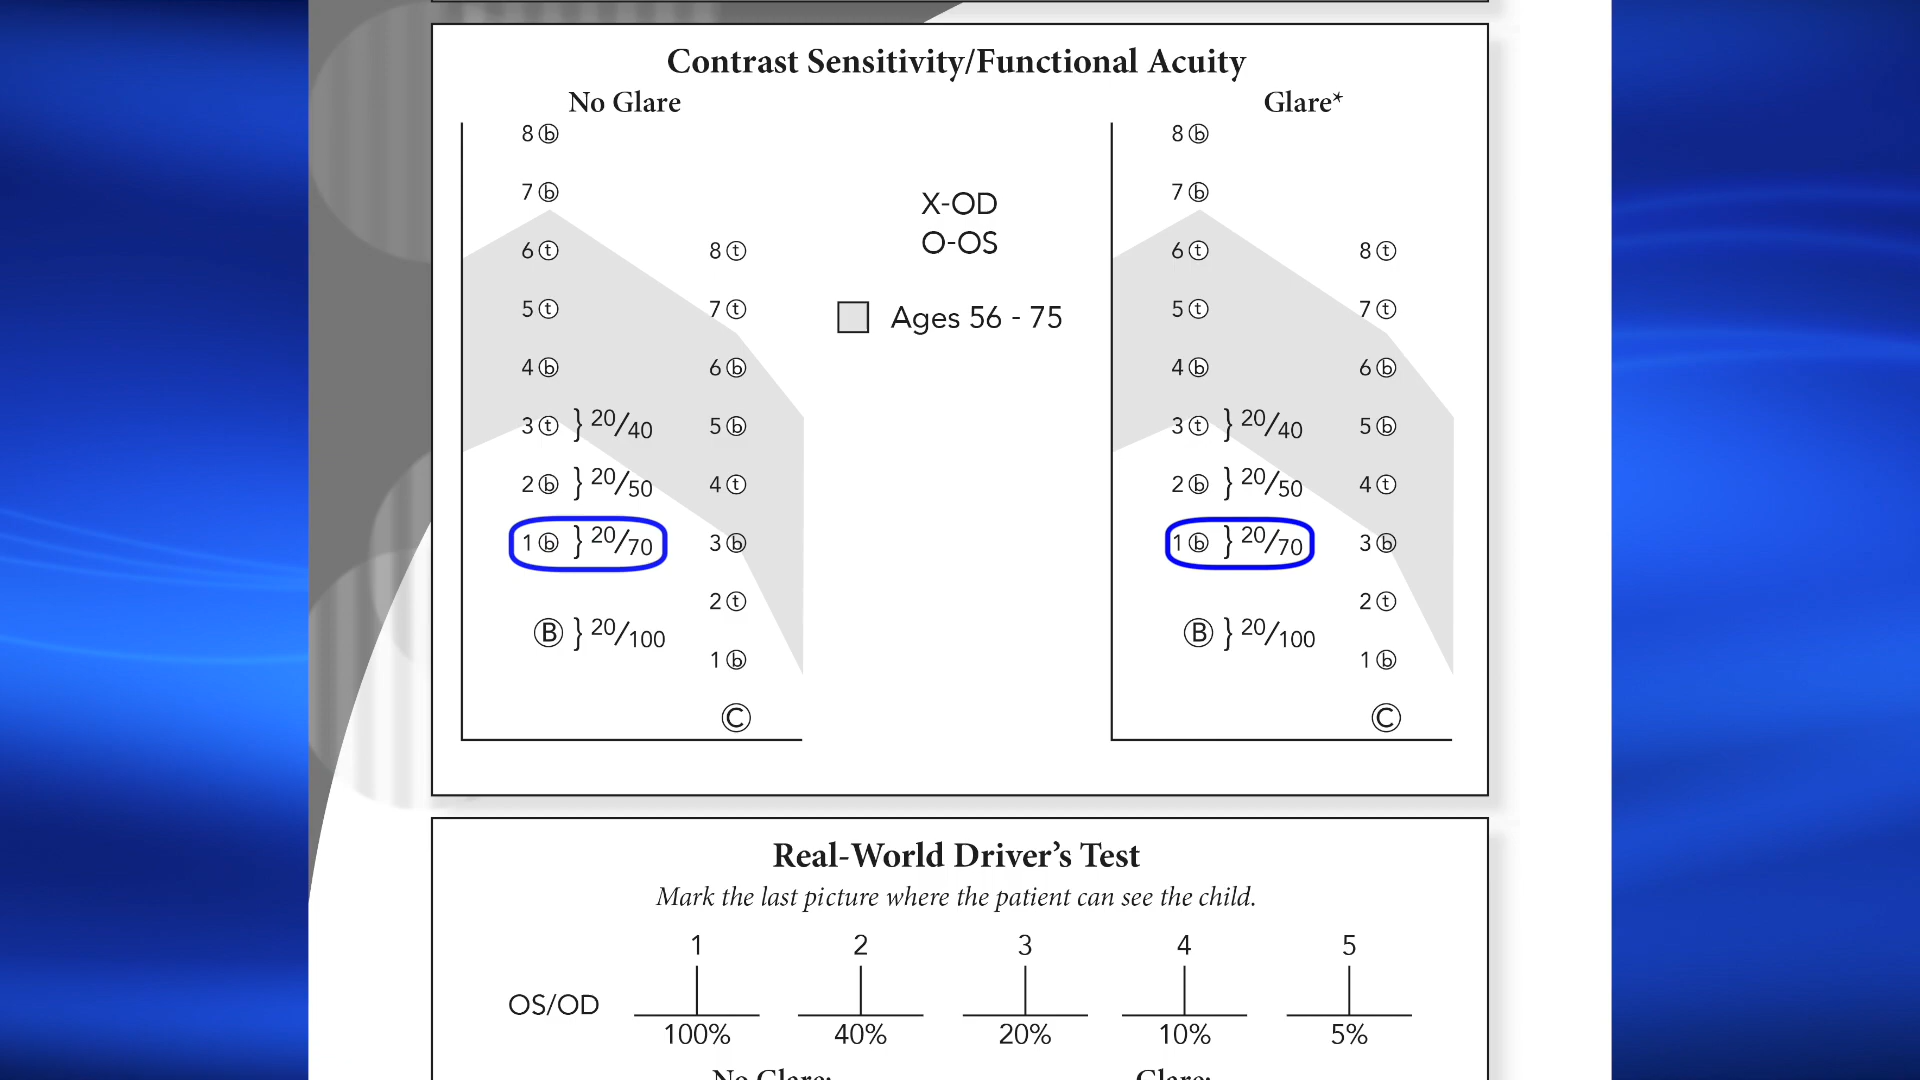 Contrast Sensitivity/Functional Acuity
No Glare
8 b
7 b
6 t
5 t
4 b
3 t } 20/40
2 b } 20/50
1 b } 20/70
B } 20/100
8 t
7 t
6 b
5 b
4 t
3 b
2 t
1 b
C
X-OD
O-OS
Ages 56 - 75
Glare*
8 b
7 b
6 t
5 t
4 b
3 t } 20/40
2 b } 20/50
1 b } 20/70
B } 20/100
8 t
7 t
6 b
5 b
4 t
3 b
2 t
1 b
C
Real-World Driver's Test
Mark the last picture where the patient can see the child.
1 2 3 4 5
OS/OD
100% 40% 20% 10% 5%
No Glare: Glare: